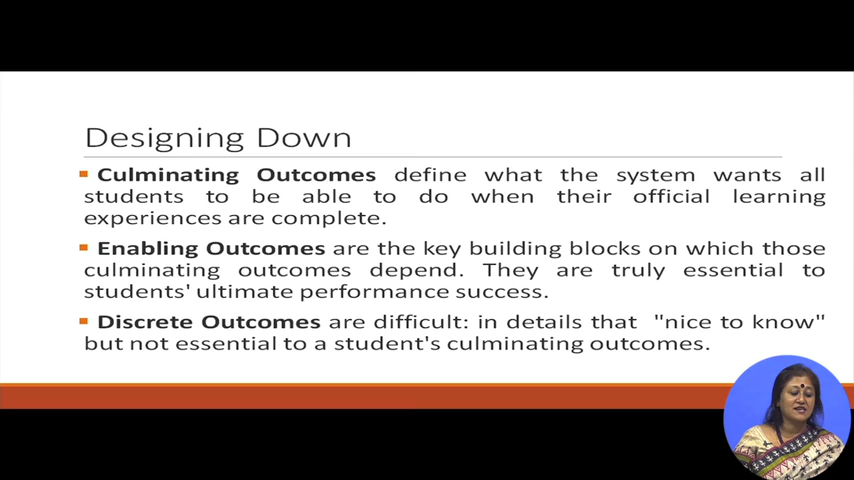 Designing Down
Culminating Outcomes define what the system wants all
students to be able to do when their official learning
experiences are complete.
Enabling Outcomes are the key building blocks on which those
culminating outcomes depend. They are truly essential to
students' ultimate performance success.
Discrete Outcomes are difficult: in details that "nice to know"
but not essential to a student's culminating outcomes.